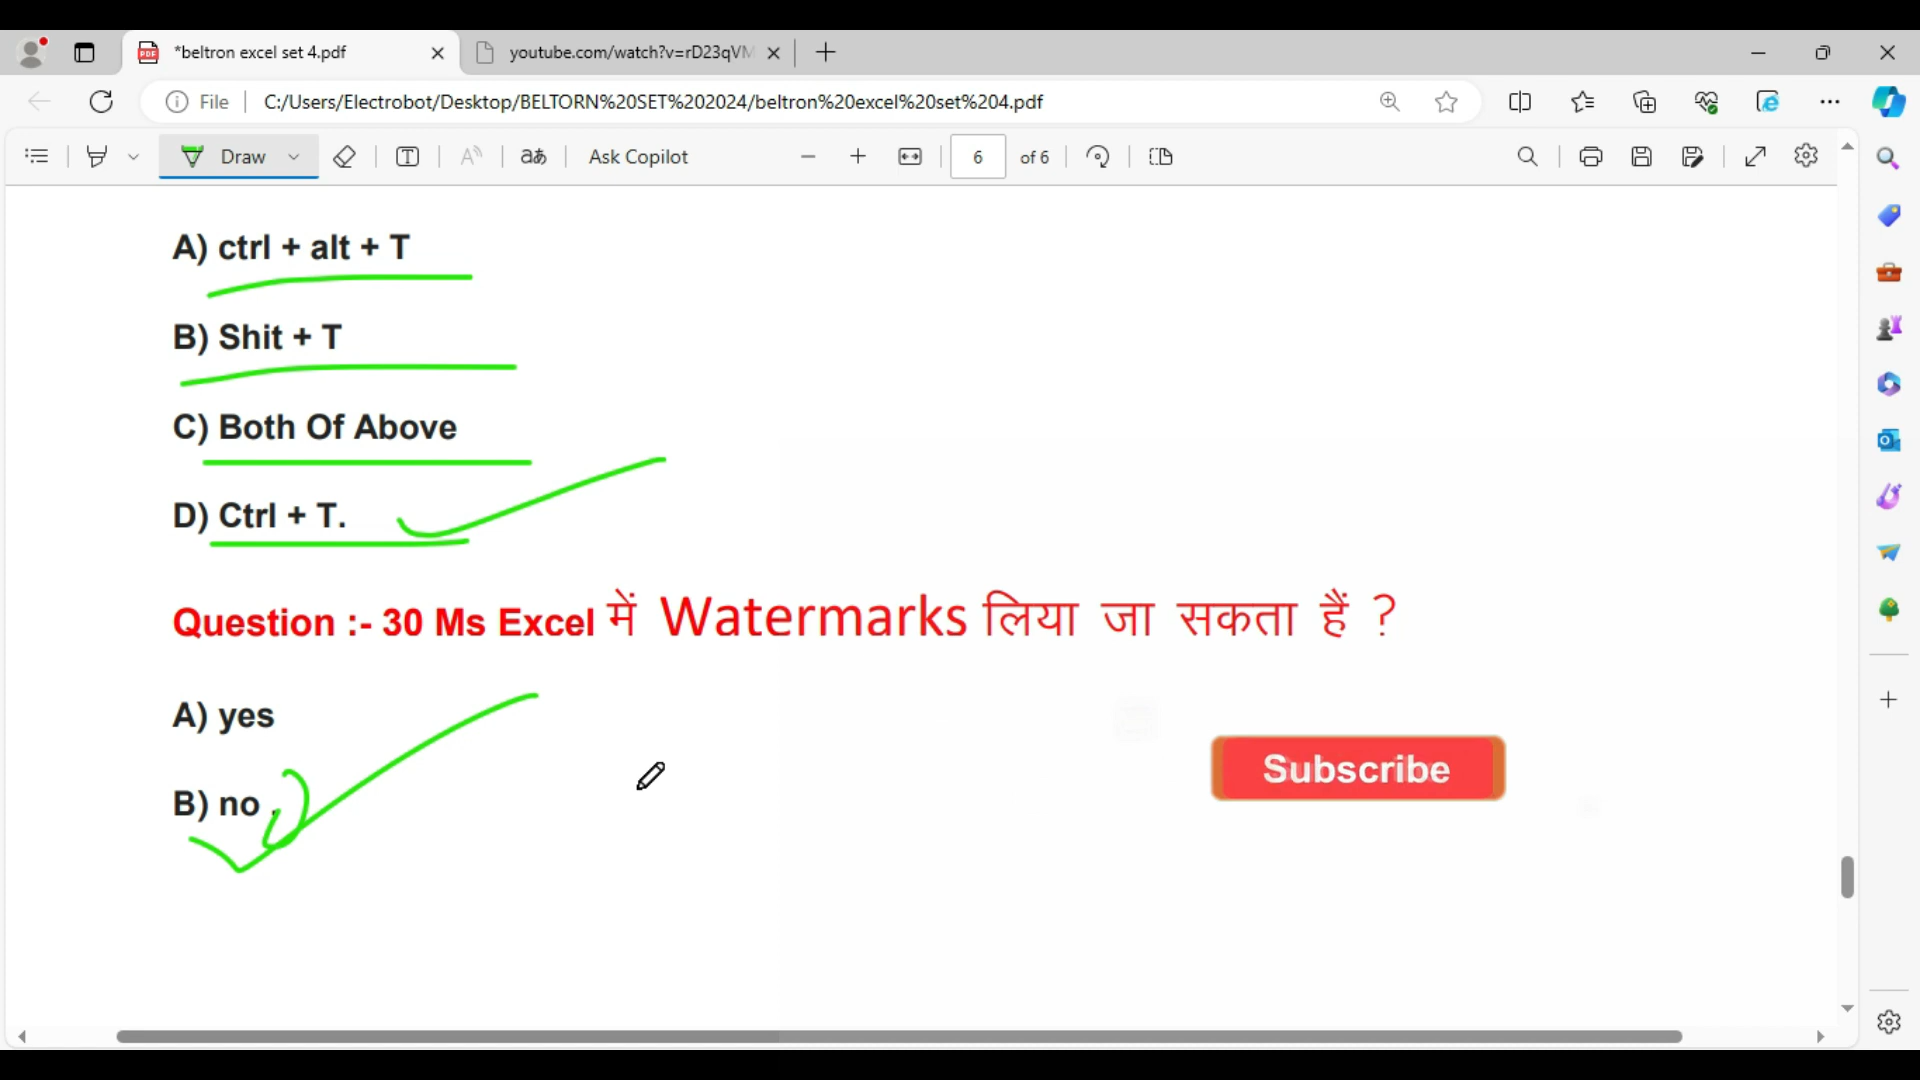 *beltron excel set 4.pdf
youtube.com/watch?v=rD23qVM
File
C:/Users/Electrobot/Desktop/BELTORN%20SET%202024/beltron%20excel%20set%204.pdf
Draw
Ask Copilot
6 of 6
A) ctrl + alt + T
B) Shit + T
C) Both Of Above
D) Ctrl + T.
Question :- 30 Ms Excel में Watermarks लिया जा सकता हैं ?
A) yes
Subscribe
B) no .